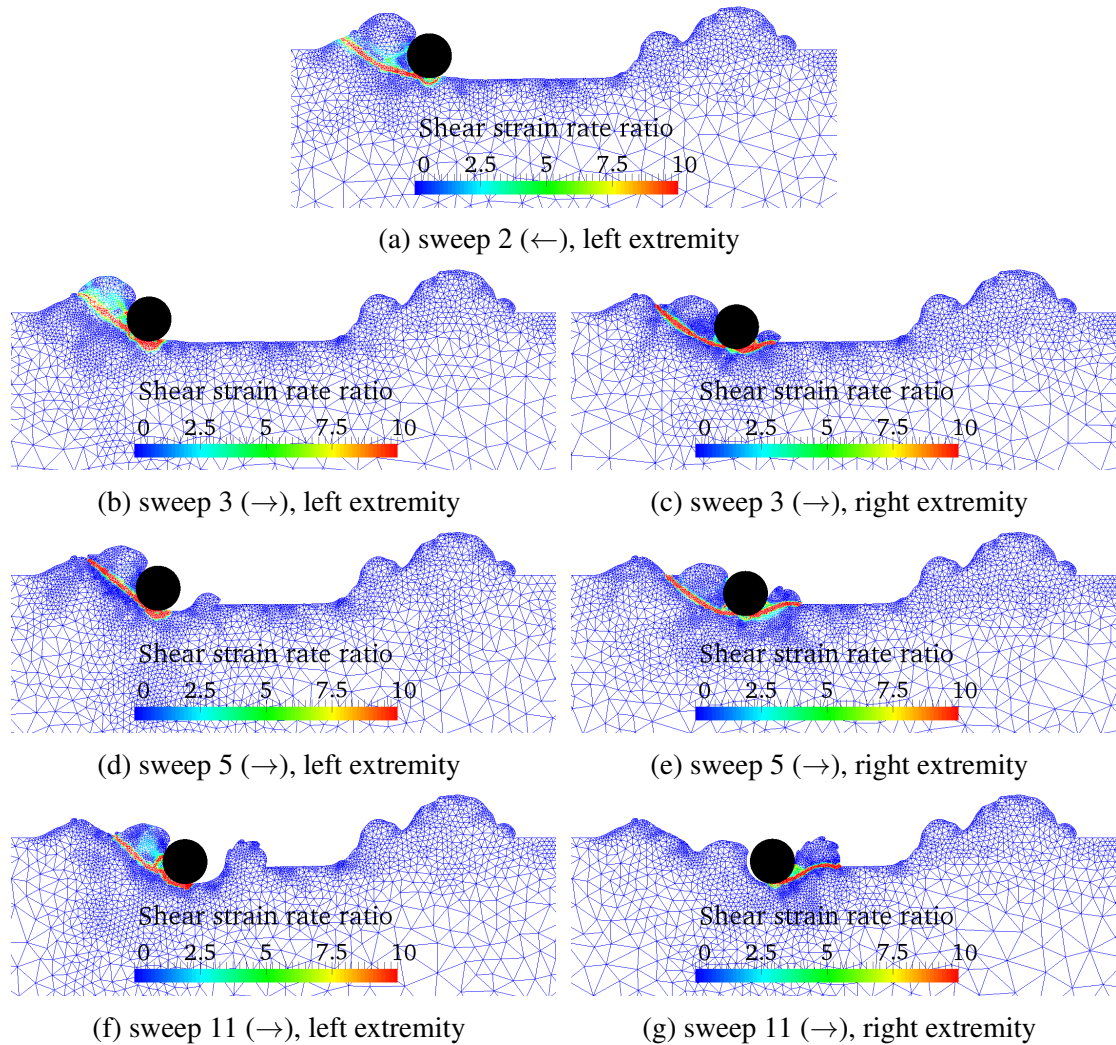 Shear strain rate ratio
0 2.5 5 7.5 10
(a) sweep 2 (←), left extremity
Shear strain rate ratio
0 2.5 5 7.5 10
Shear strain rate ratio
0 2.5 5 7.5 10
(b) sweep 3 (→), left extremity
(c) sweep 3 (→), right extremity
Shear strain rate ratio
0 2.5 5 7.5 10
Shear strain rate ratio
0 2.5 5 7.5 10
(d) sweep 5 (→), left extremity
(e) sweep 5 (→), right extremity
Shear strain rate ratio
0 2.5 5 7.5 10
Shear strain rate ratio
0 2.5 5 7.5 10
(f) sweep 11 (→), left extremity
(g) sweep 11 (→), right extremity